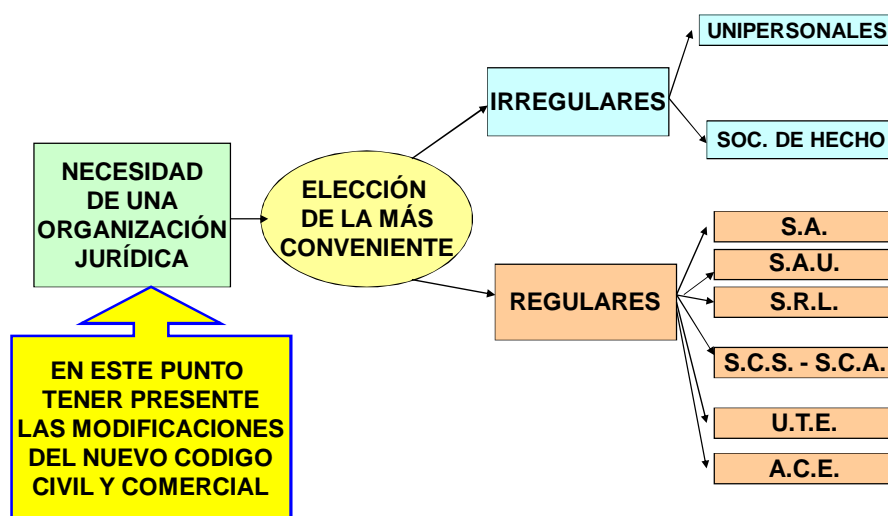 NECESIDAD
DE UNA
ORGANIZACIÓN
JURÍDICA
EN ESTE PUNTO
TENER PRESENTE
LAS MODIFICACIONES
DEL NUEVO CODIGO
CIVIL Y COMERCIAL
ELECCIÓN
DE LA MÁS
CONVENIENTE
IRREGULARES
UNIPERSONALES
SOC. DE HECHO
REGULARES
S.A.
S.A.U.
S.R.L.
S.C.S. - S.C.A.
U.T.E.
A.C.E.